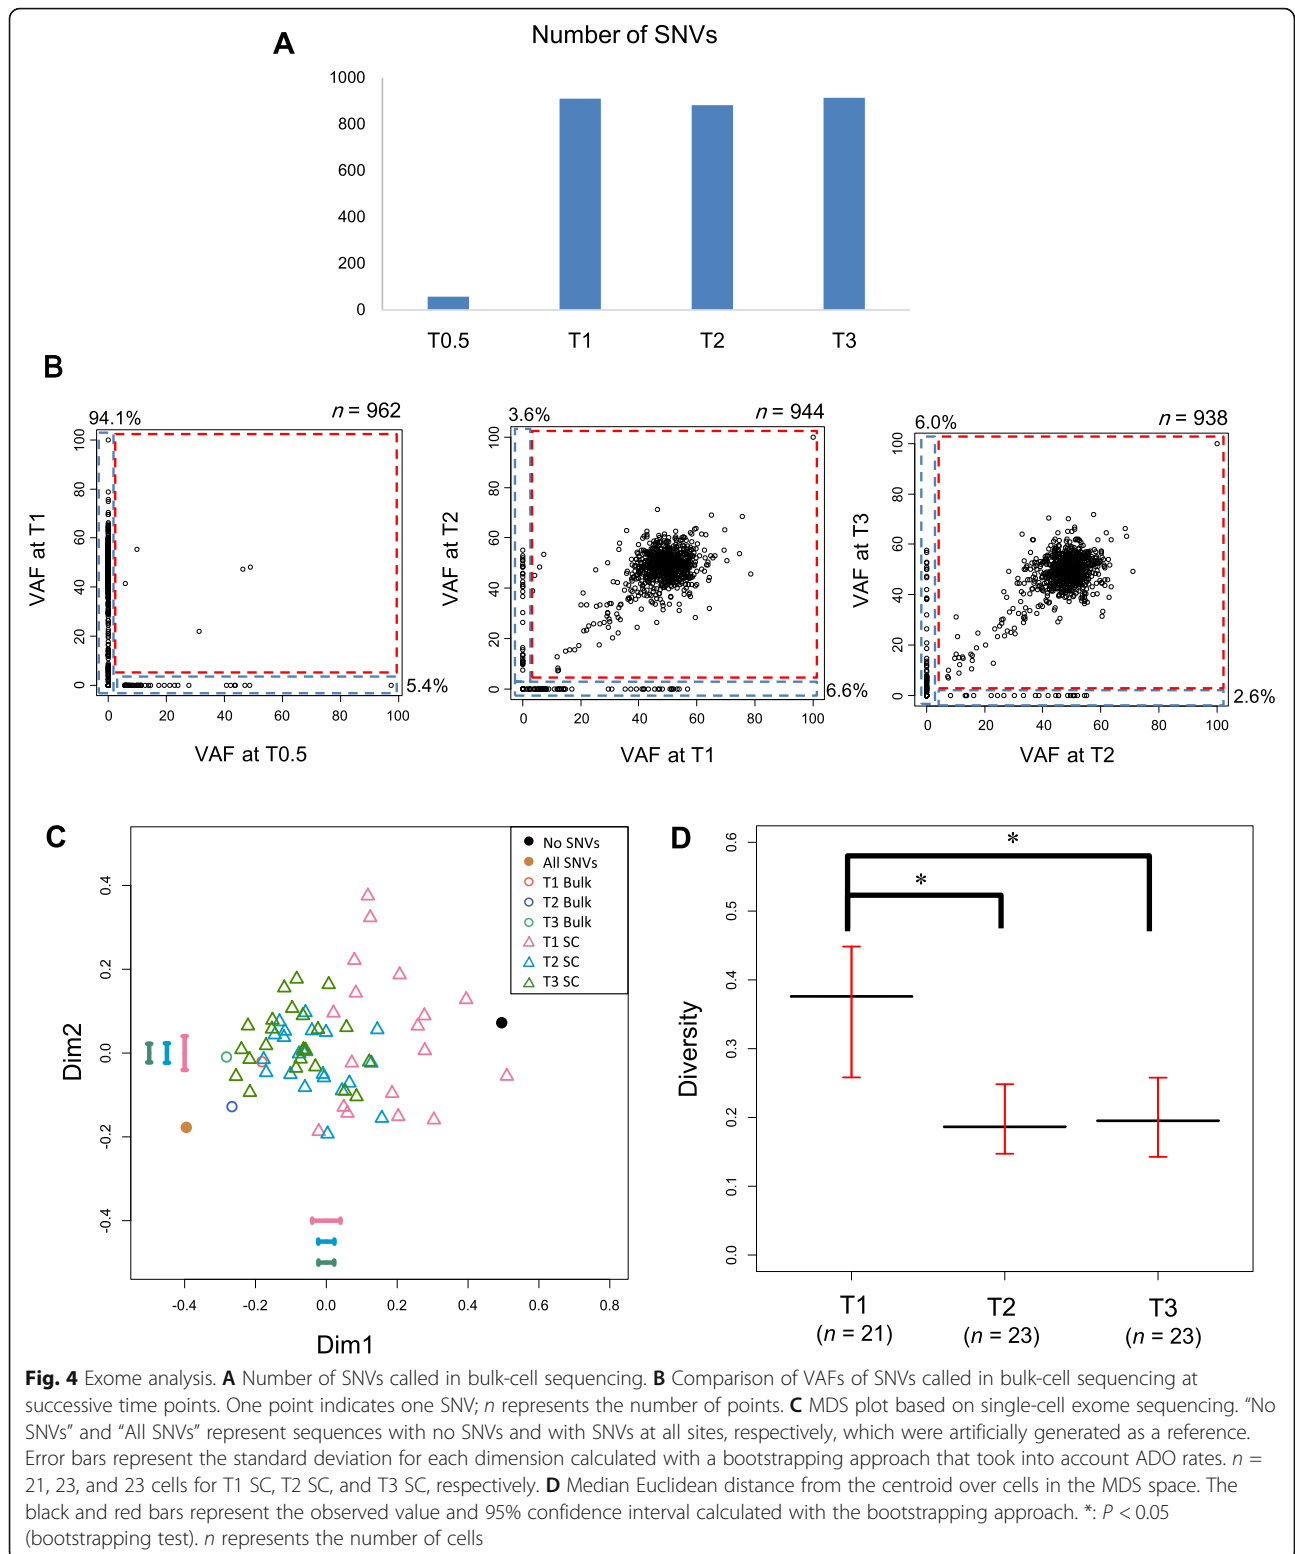 A
Number of SNVs
1000
800
600
400
200
0
T0.5 T1 T2 T3
B
94.1%
n = 962
VAF at T1
100
80
60
40
20
0
5.4%
0 20 40 60 80 100
VAF at T0.5
3.6%
n = 944
VAF at T2
100
80
60
40
20
0
6.6%
0 20 40 60 80 100
VAF at T1
6.0%
n = 938
VAF at T3
100
80
60
40
20
0
2.6%
0 20 40 60 80 100
VAF at T2
C
No SNVs
All SNVs
T1 Bulk
T2 Bulk
T3 Bulk
T1 SC
T2 SC
T3 SC
Dim2
0.4
0.2
0.0
-0.2
-0.4
-0.4 -0.2 0.0 0.2 0.4 0.6 0.8
Dim1
D
*
*
Diversity
0.6
0.5
0.4
0.3
0.2
0.1
0.0
T1 T2 T3
(n = 21) (n = 23) (n = 23)
Fig. 4 Exome analysis. A Number of SNVs called in bulk-cell sequencing. B Comparison of VAFs of SNVs called in bulk-cell sequencing at
successive time points. One point indicates one SNV; n represents the number of points. C MDS plot based on single-cell exome sequencing. “No
SNVs” and “All SNVs” represent sequences with no SNVs and with SNVs at all sites, respectively, which were artificially generated as a reference.
Error bars represent the standard deviation for each dimension calculated with a bootstrapping approach that took into account ADO rates. n =
21, 23, and 23 cells for T1 SC, T2 SC, and T3 SC, respectively. D Median Euclidean distance from the centroid over cells in the MDS space. The
black and red bars represent the observed value and 95% confidence interval calculated with the bootstrapping approach. *: P < 0.05
(bootstrapping test). n represents the number of cells